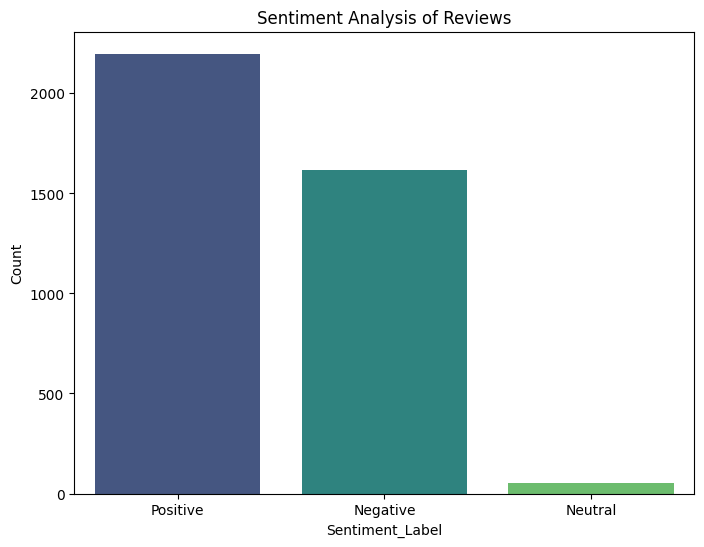 Sentiment Analysis of Reviews
2000
1500
1000
500
0
Count
Positive Negative Neutral
Sentiment_Label